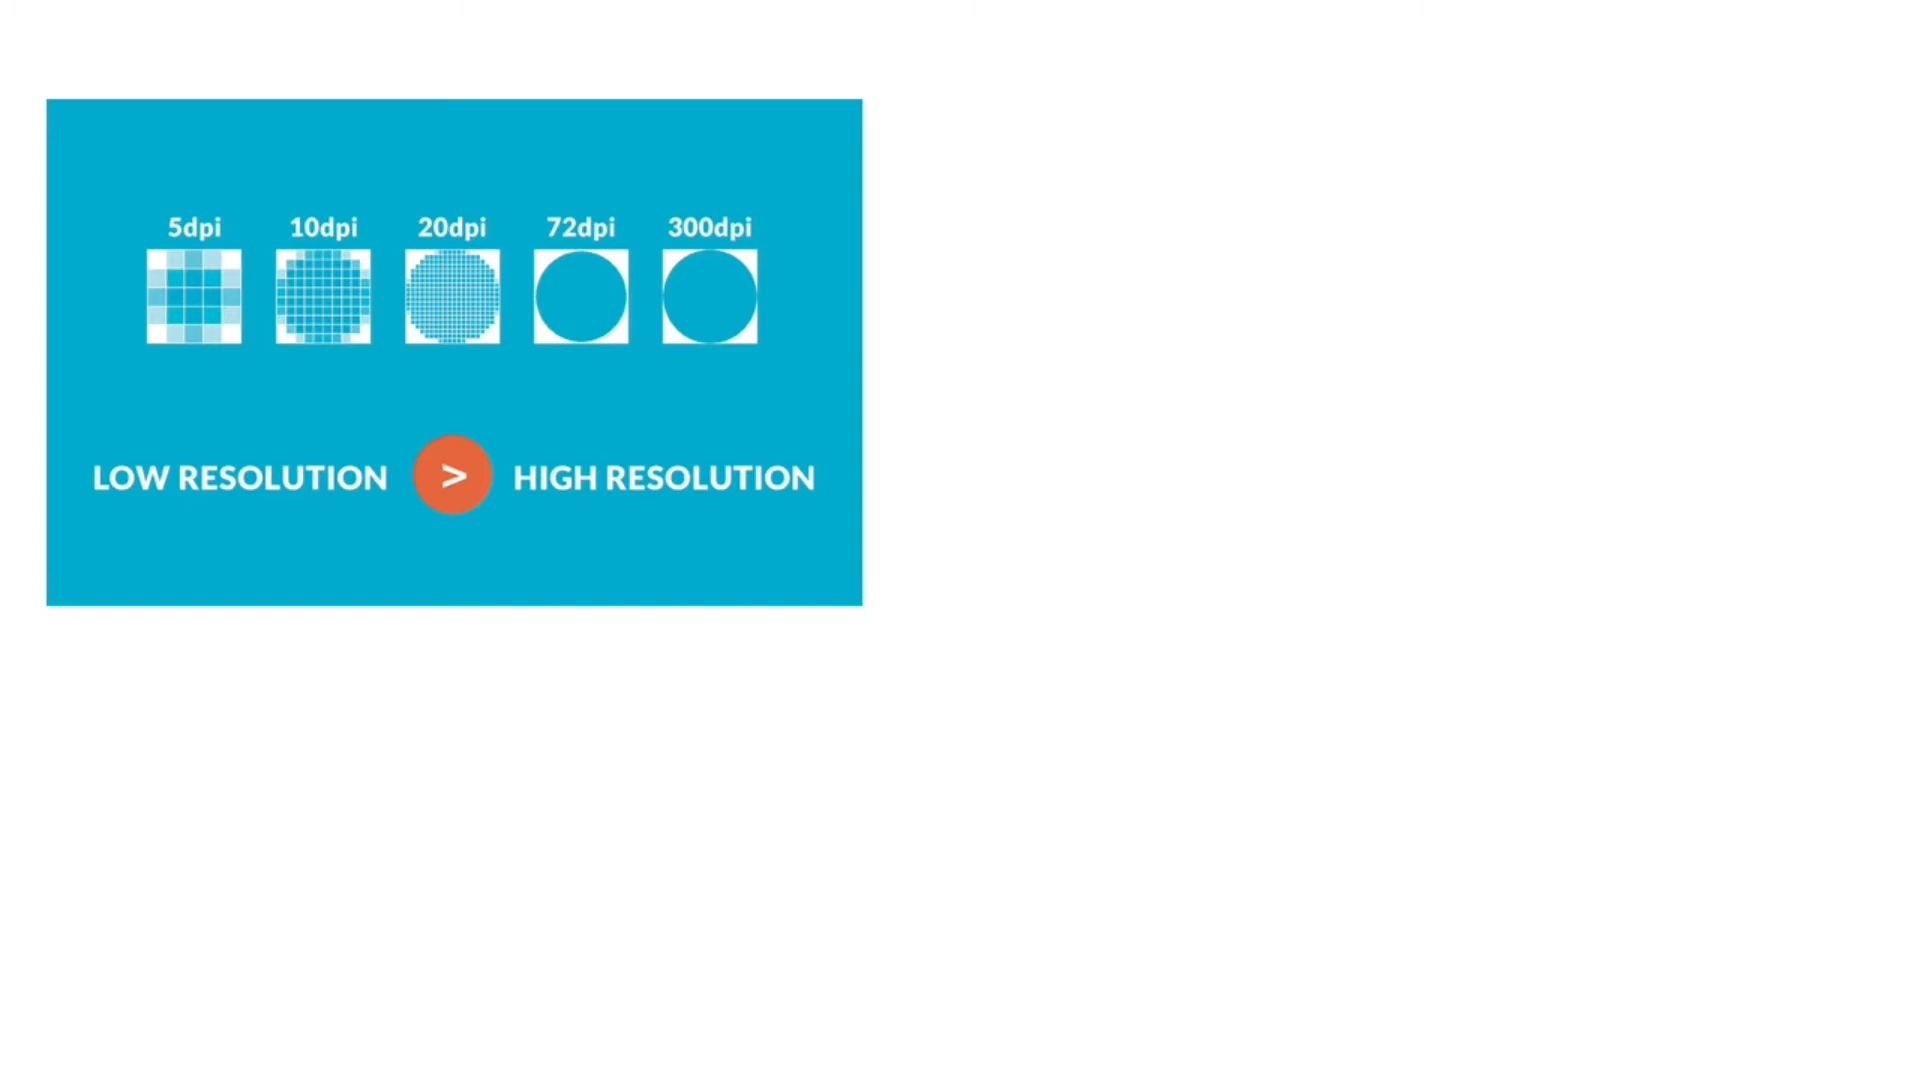 5dpi 10dpi 20dpi 72dpi 300dpi
LOW RESOLUTION > HIGH RESOLUTION